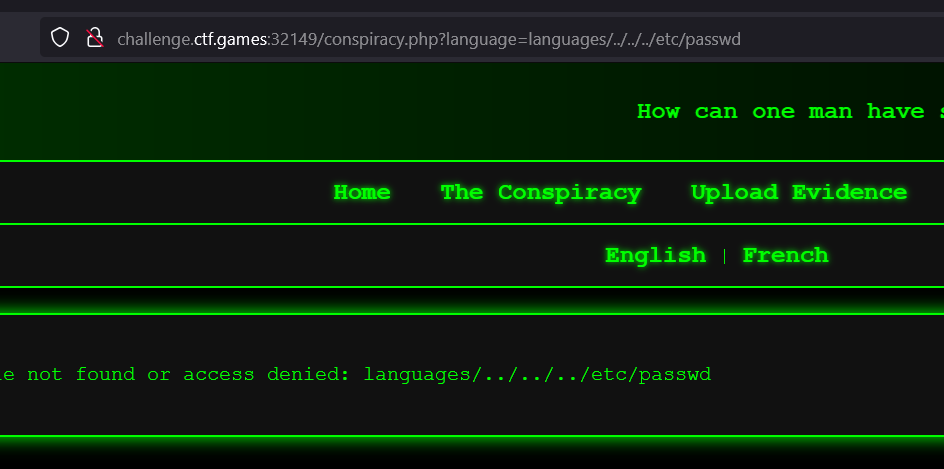 challenge.ctf.games:32149/conspiracy.php?language=languages/../../../etc/passwd
How can one man have
Home The Conspiracy Upload Evidence
English | French
not found or access denied: languages/../../../etc/passwd